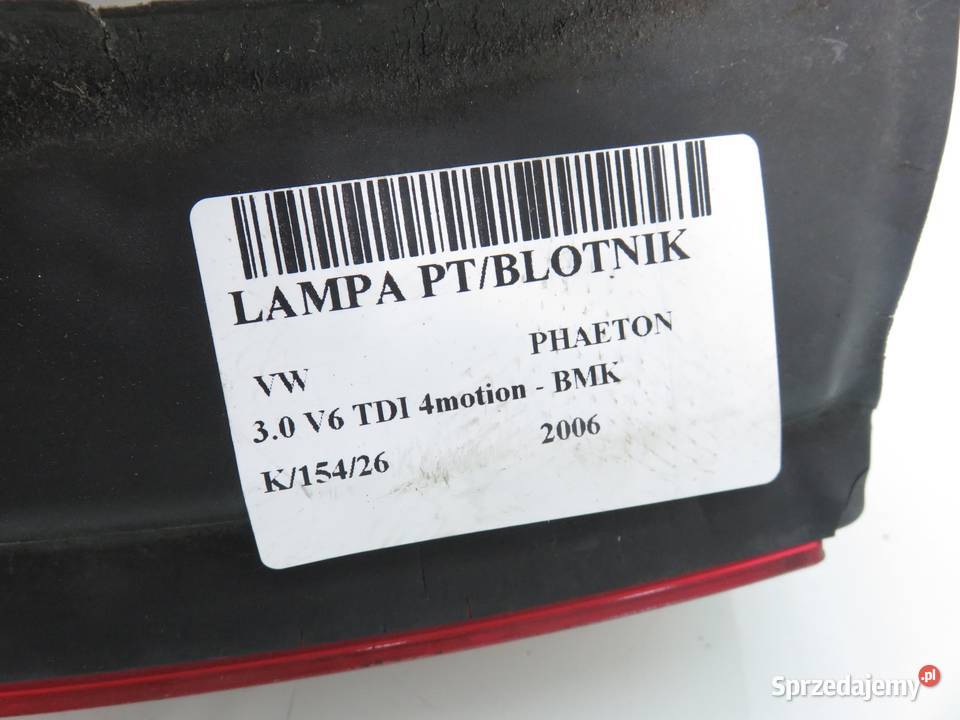 LAMPA PT/BLOTNIK
VW PHAETON
3.0 V6 TDI 4motion - BMK
K/154/26 2006
Sprzedajemy.pl